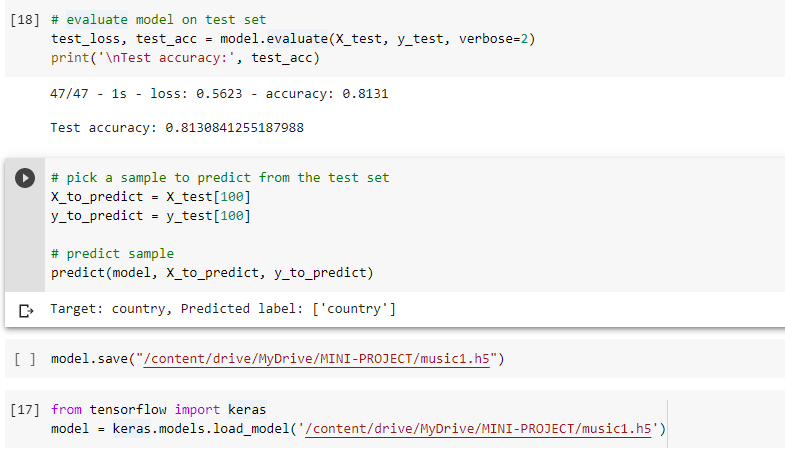 [18] # evaluate model on test set
test_loss, test_acc = model.evaluate(X_test, y_test, verbose=2)
print('\nTest accuracy:', test_acc)
47/47 - 1s - loss: 0.5623 - accuracy: 0.8131
Test accuracy: 0.8130841255187988
# pick a sample to predict from the test set
X_to_predict = X_test[100]
y_to_predict = y_test[100]
# predict sample
predict(model, X_to_predict, y_to_predict)
Target: country, Predicted label: ['country']
[ ] model.save("/content/drive/MyDrive/MINI-PROJECT/music1.h5")
[17] from tensorflow import keras
model = keras.models.load_model('/content/drive/MyDrive/MINI-PROJECT/music1.h5')